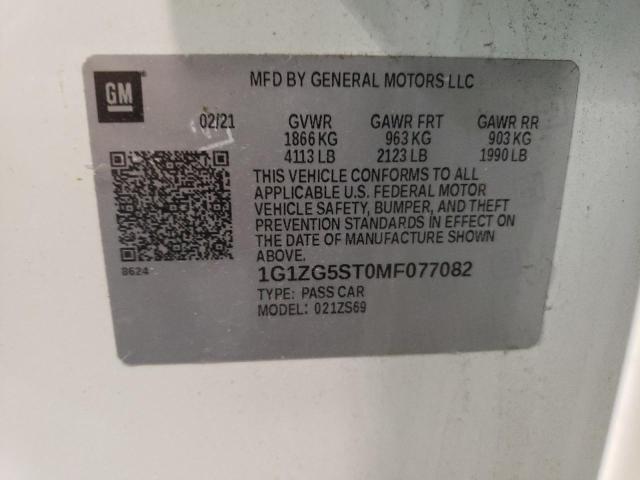 GM
MFD BY GENERAL MOTORS LLC
02/21 GVWR GAWR FRT GAWR RR
1866 KG 963 KG 903 KG
4113 LB 2123 LB 1990 LB
THIS VEHICLE CONFORMS TO ALL
APPLICABLE U.S. FEDERAL MOTOR
VEHICLE SAFETY, BUMPER, AND THEFT
PREVENTION STANDARDS IN EFFECT ON
THE DATE OF MANUFACTURE SHOWN ABOVE.
8624
1G1ZG5ST0MF077082
TYPE: PASS CAR
MODEL: 021ZS69